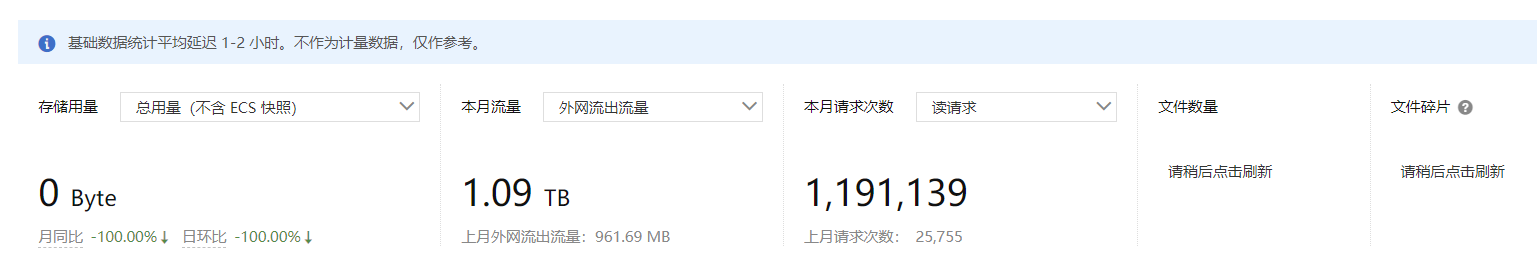 基础数据统计平均延迟 1-2 小时。不作为计量数据，仅作参考。
存储用量 总用量（不含 ECS 快照） 本月流量 外网流出流量 本月请求次数 读请求 文件数量 文件碎片
请稍后点击刷新 请稍后点击刷新
0 Byte 1.09 TB 1,191,139
月同比 -100.00%↓ 日环比 -100.00%↓ 上月外网流出流量：961.69 MB 上月请求次数： 25,755